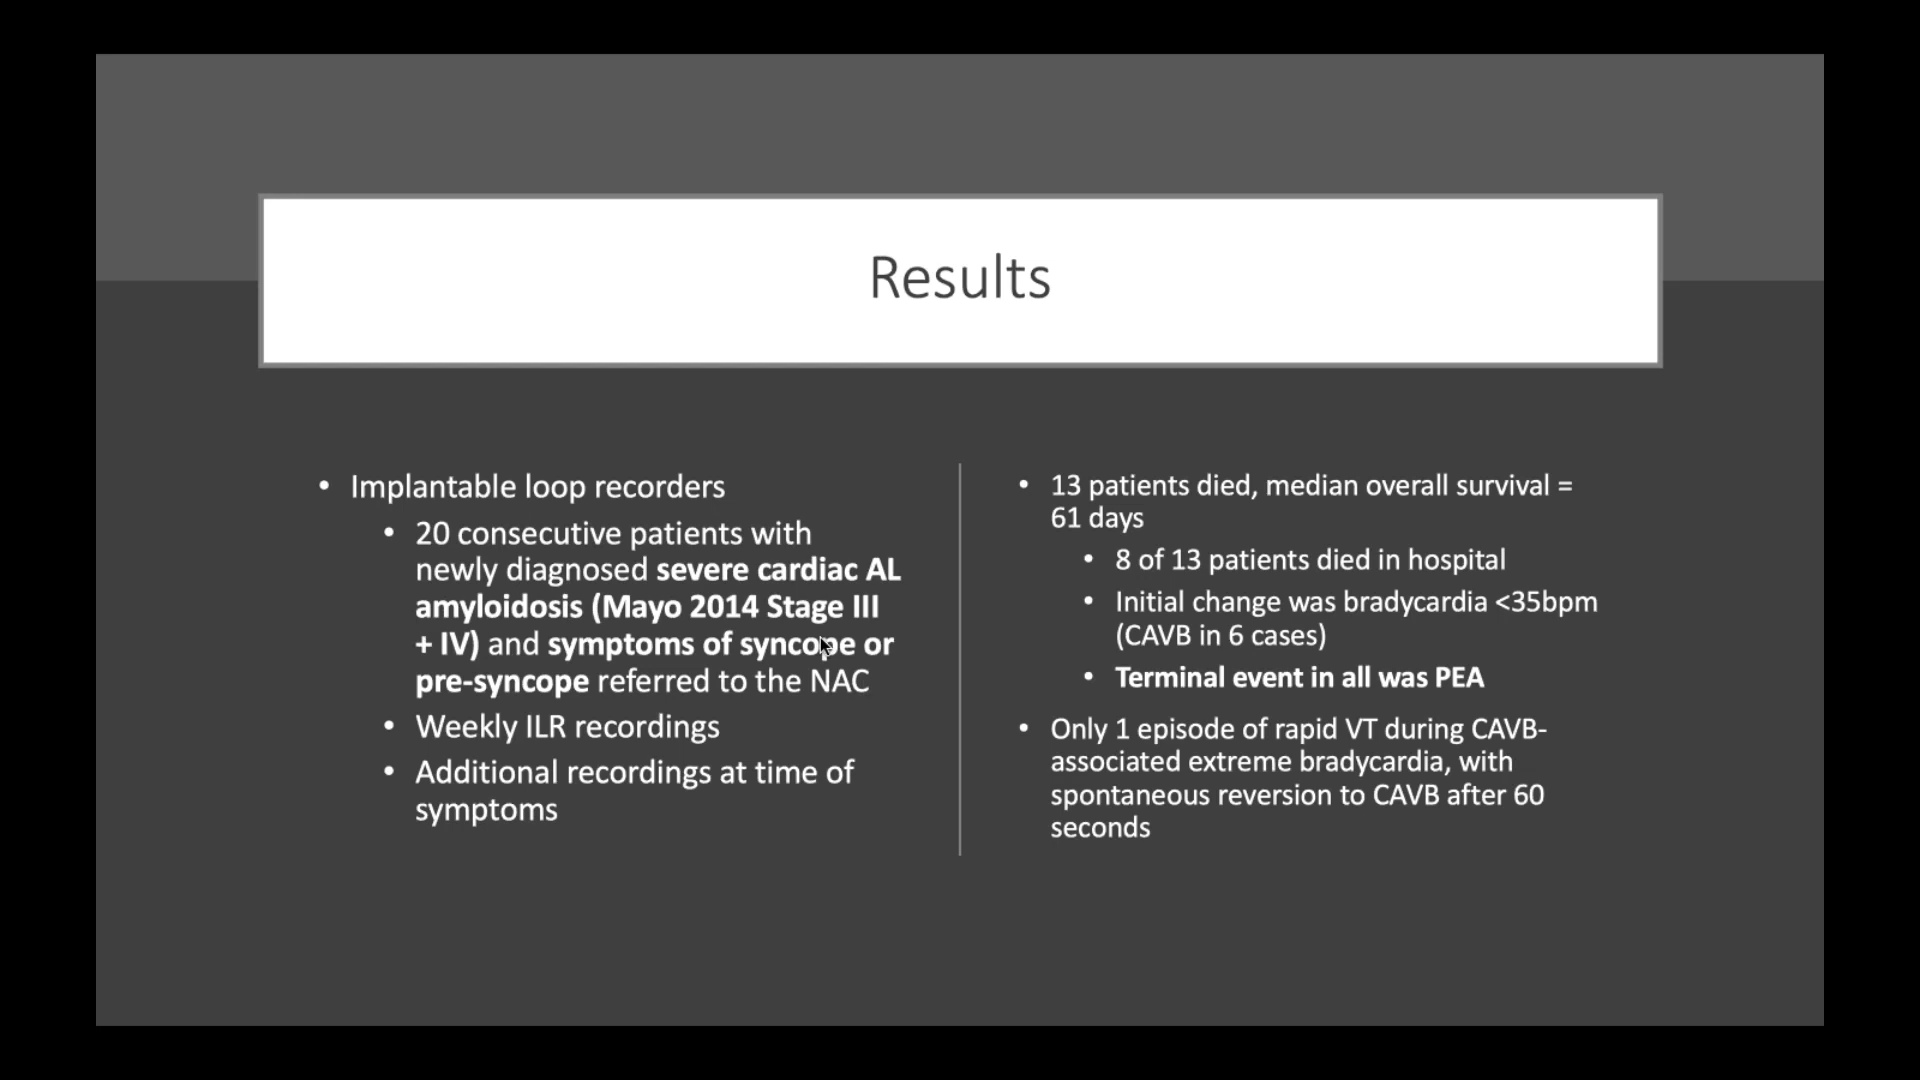 Results
• Implantable loop recorders
• 20 consecutive patients with
newly diagnosed severe cardiac AL
amyloidosis (Mayo 2014 Stage III
+ IV) and symptoms of syncope or
pre-syncope referred to the NAC
• Weekly ILR recordings
• Additional recordings at time of
symptoms
• 13 patients died, median overall survival =
61 days
• 8 of 13 patients died in hospital
• Initial change was bradycardia <35bpm
(CAVB in 6 cases)
• Terminal event in all was PEA
• Only 1 episode of rapid VT during CAVB-
associated extreme bradycardia, with
spontaneous reversion to CAVB after 60
seconds